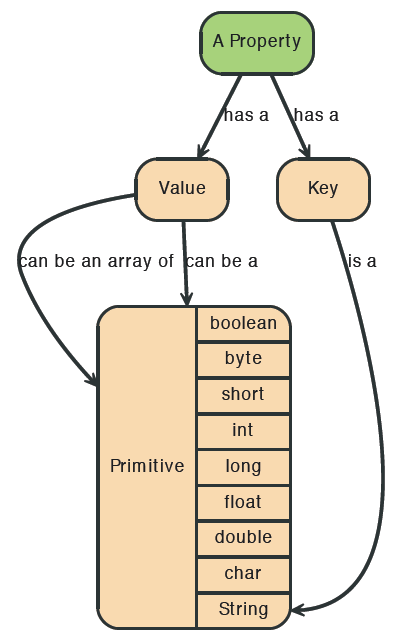 A Property
has a
has a
Value
Key
can be an array of
can be a
is a
Primitive
boolean
byte
short
int
long
float
double
char
String